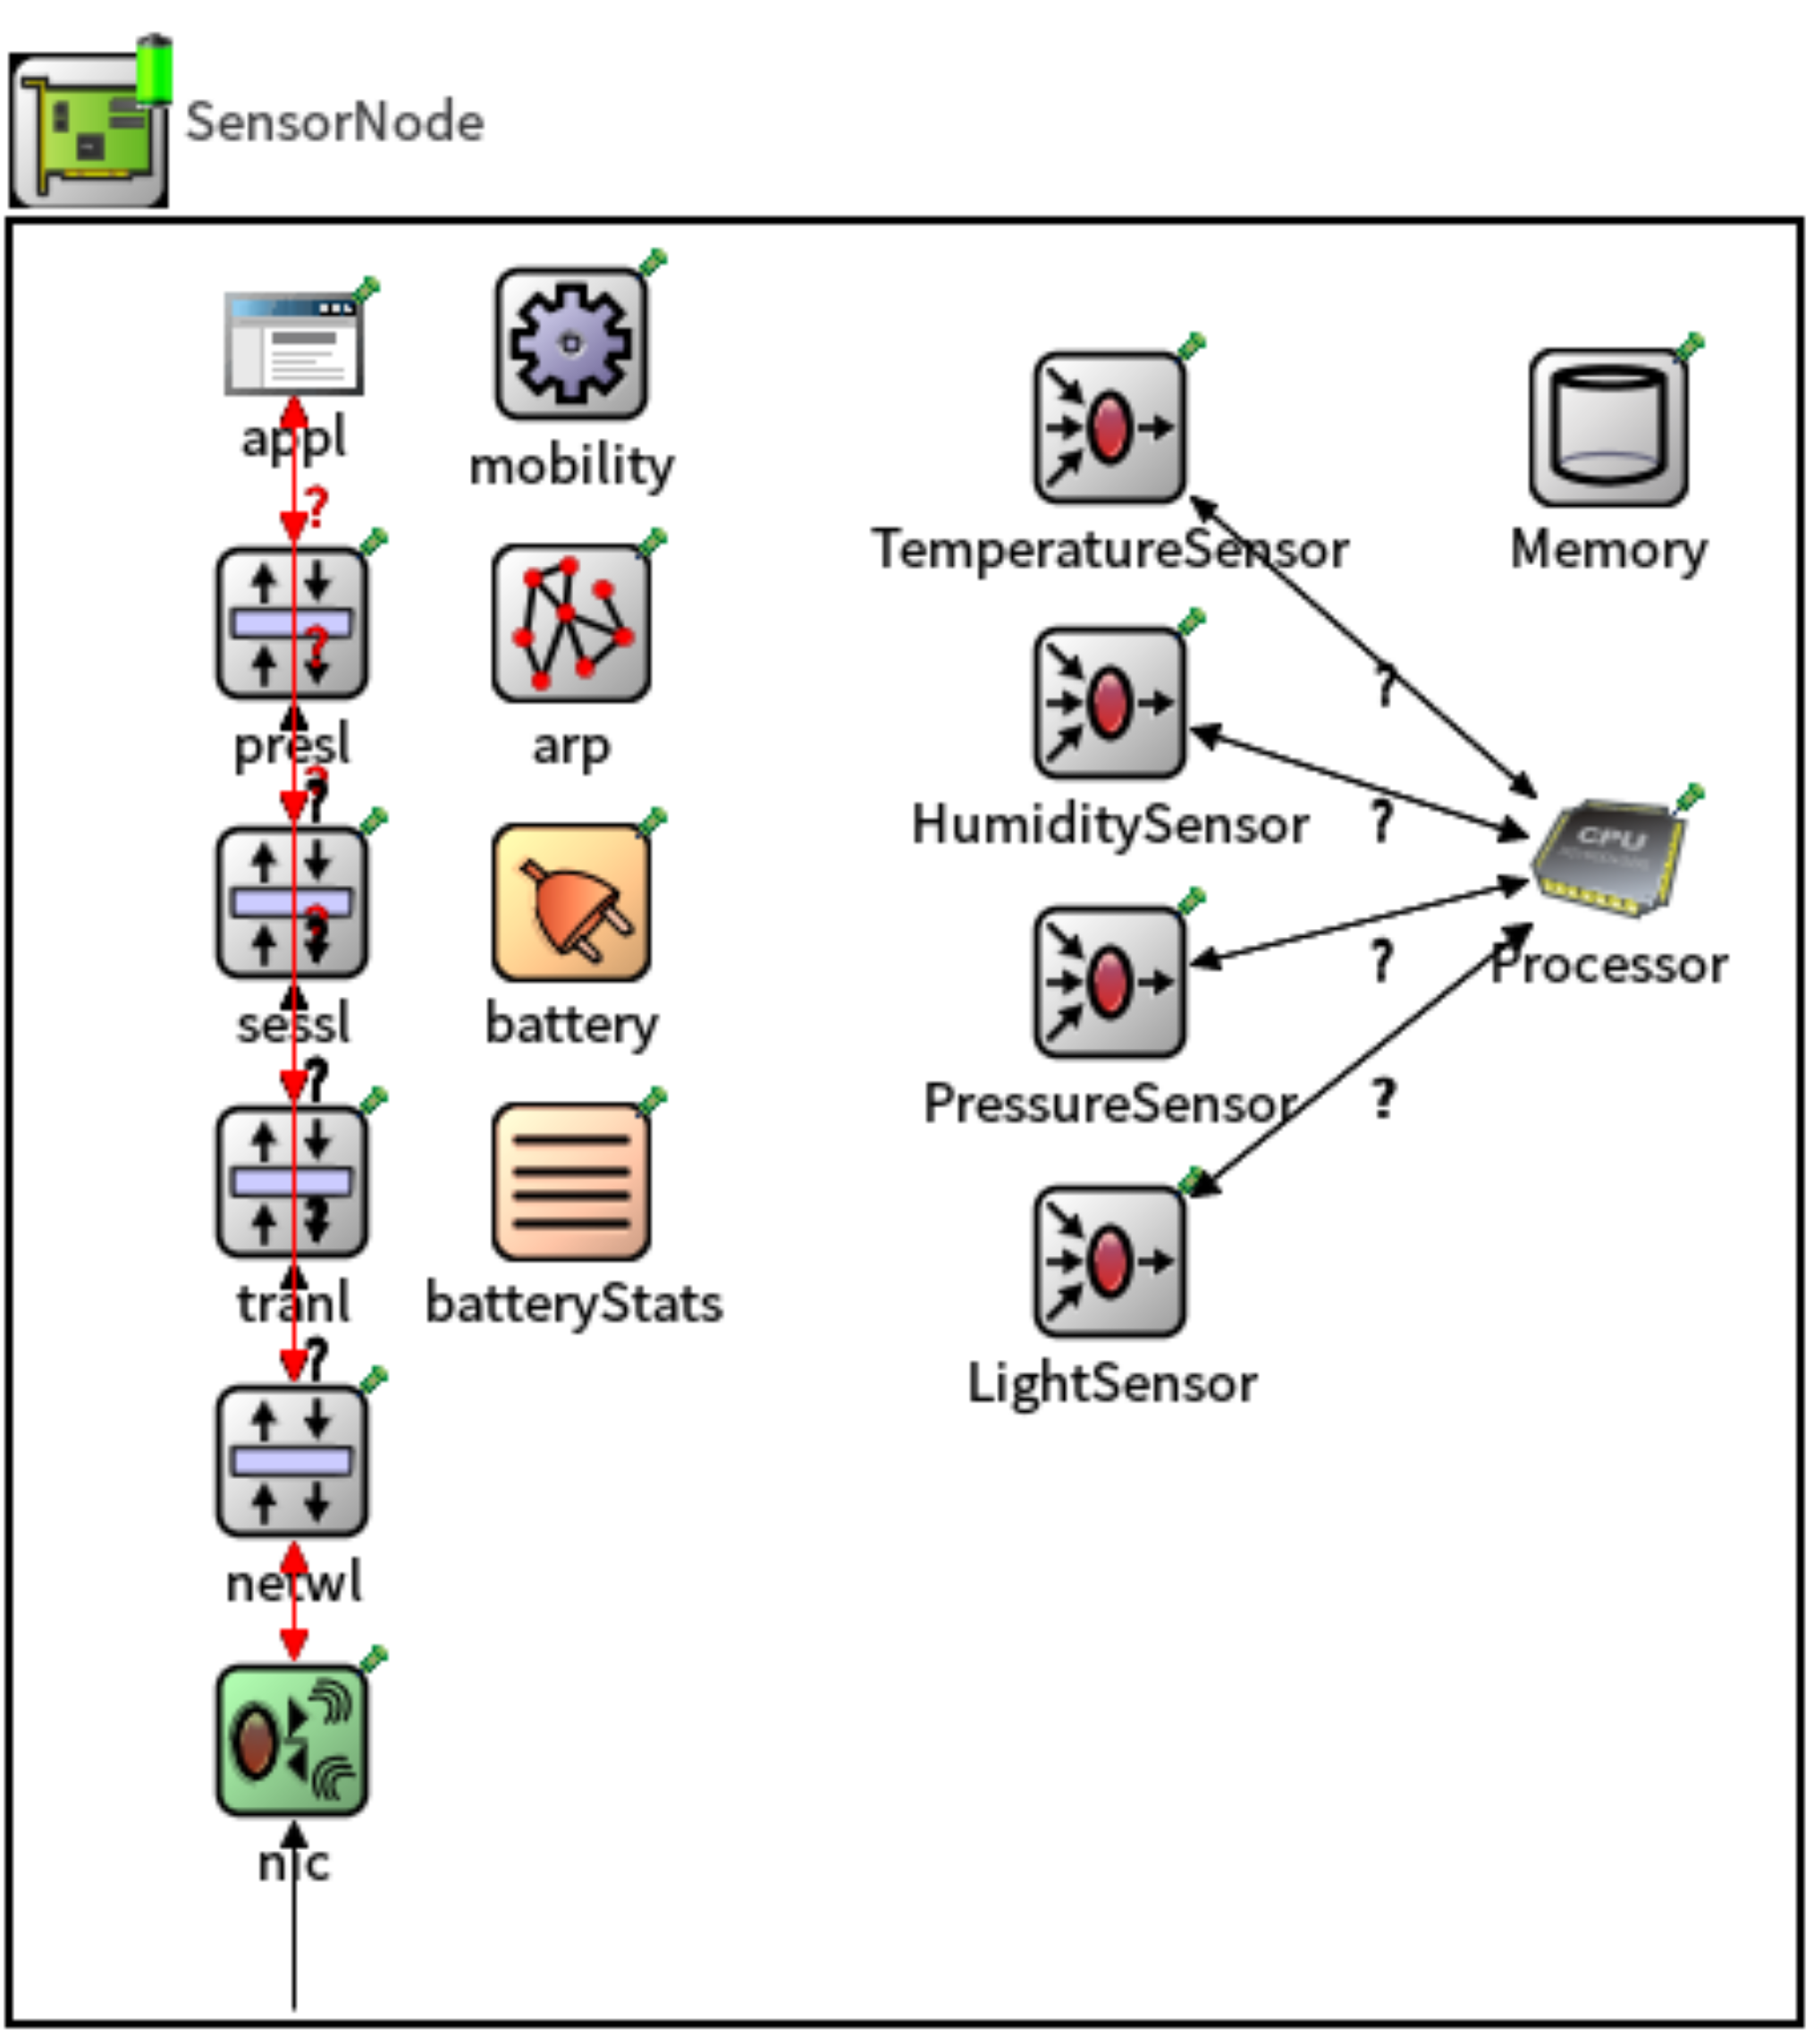 SensorNode
appl
mobility
?
TemperatureSensor
Memory
?
presl
arp
?
?
?
HumiditySensor
?
CPU
?
?
sessl
battery
?
Processor
?
PressureSensor
?
?
tranl
batteryStats
?
LightSensor
netwl
nic